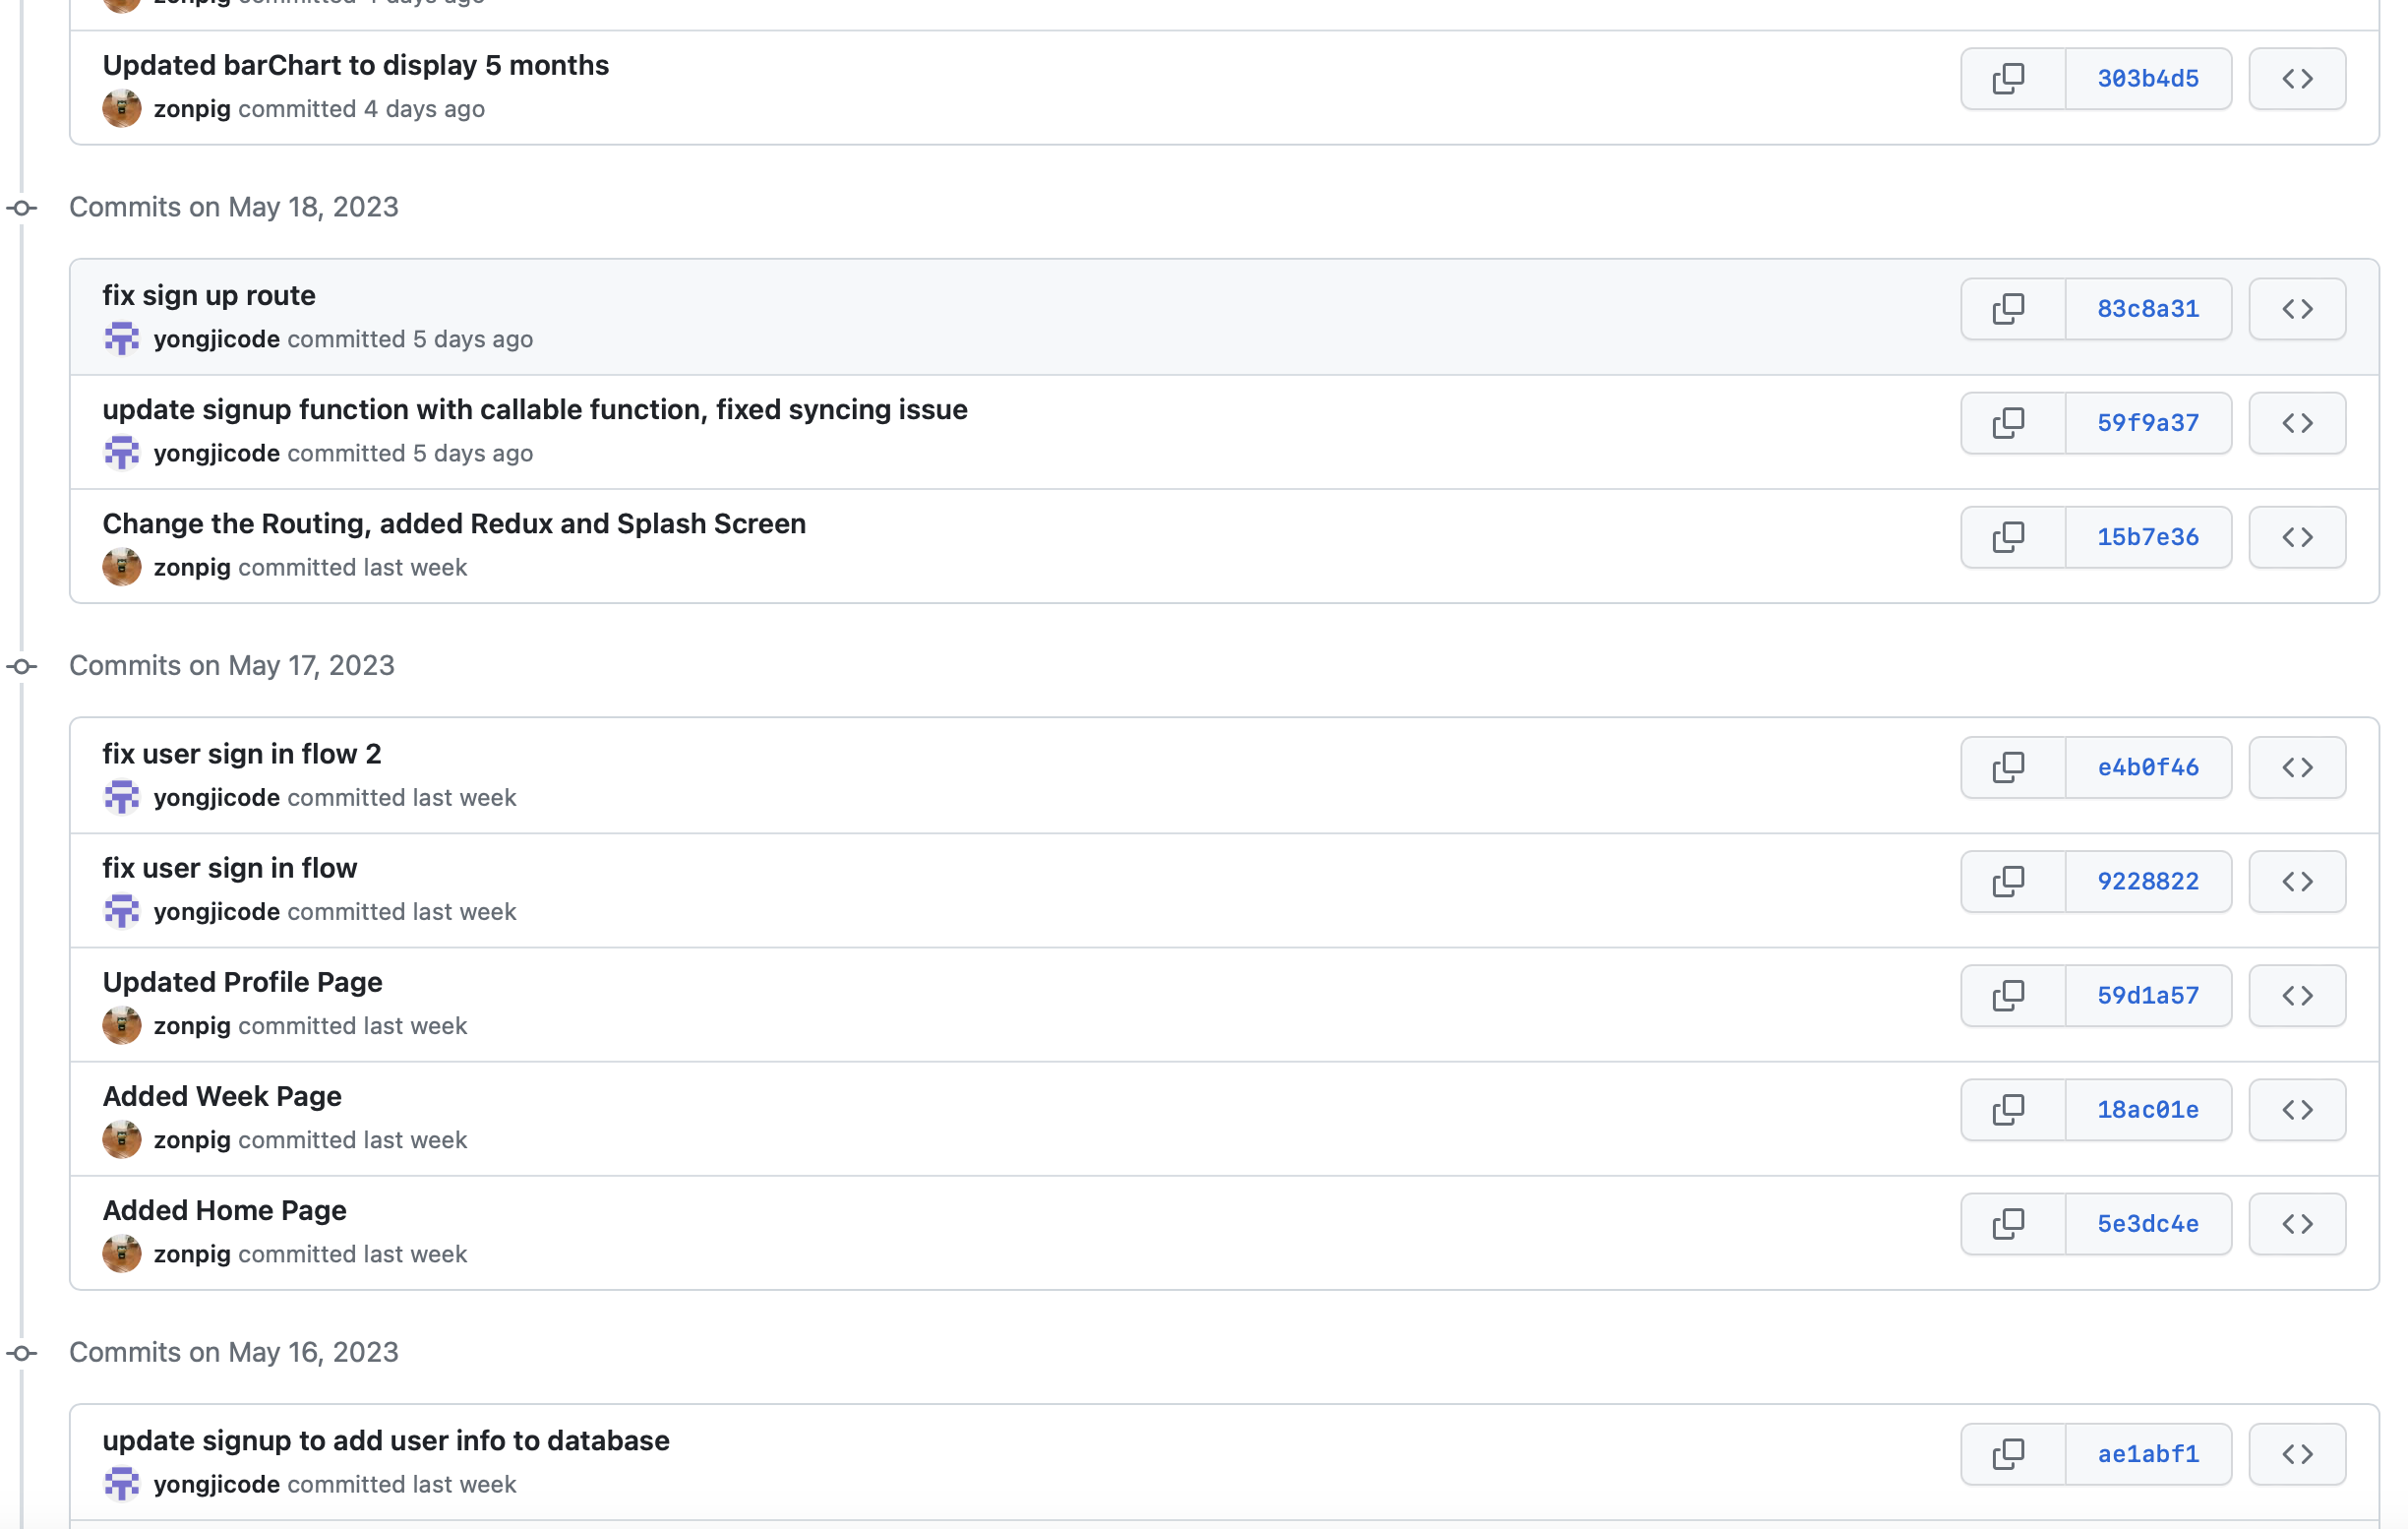 zonpig committed 4 days ago
Updated barChart to display 5 months
303b4d5
zonpig committed 4 days ago
Commits on May 18, 2023
fix sign up route
83c8a31
yongjicode committed 5 days ago
update signup function with callable function, fixed syncing issue
59f9a37
yongjicode committed 5 days ago
Change the Routing, added Redux and Splash Screen
15b7e36
zonpig committed last week
Commits on May 17, 2023
fix user sign in flow 2
e4b0f46
yongjicode committed last week
fix user sign in flow
9228822
yongjicode committed last week
Updated Profile Page
59d1a57
zonpig committed last week
Added Week Page
18ac01e
zonpig committed last week
Added Home Page
5e3dc4e
zonpig committed last week
Commits on May 16, 2023
update signup to add user info to database
ae1abf1
yongjicode committed last week